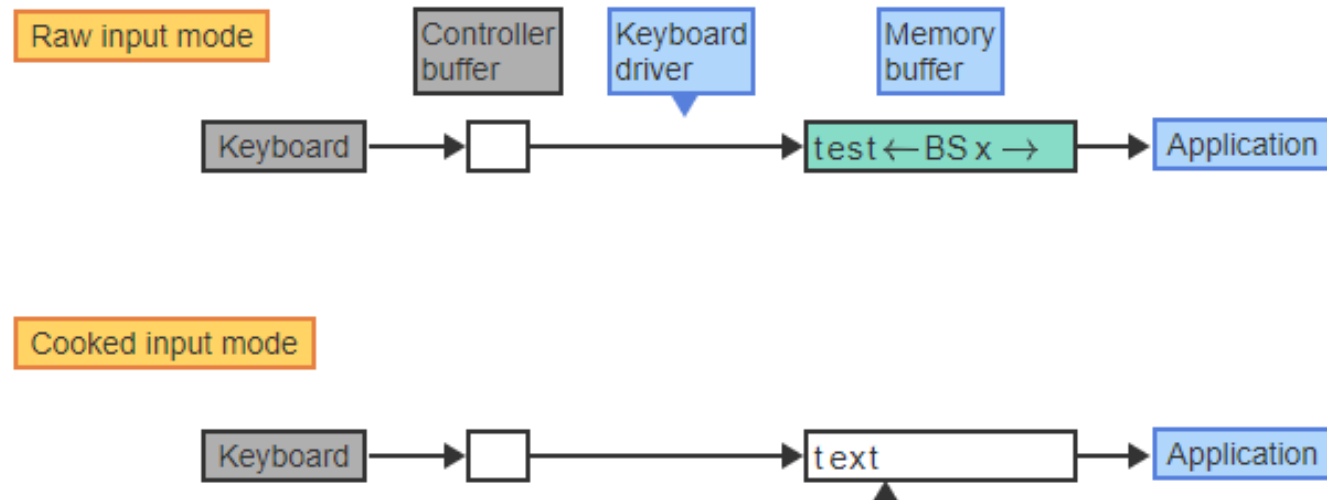 Raw input mode
Controller
buffer
Keyboard
driver
Memory
buffer
Keyboard
test←BS x →
Application
Cooked input mode
Keyboard
text
Application